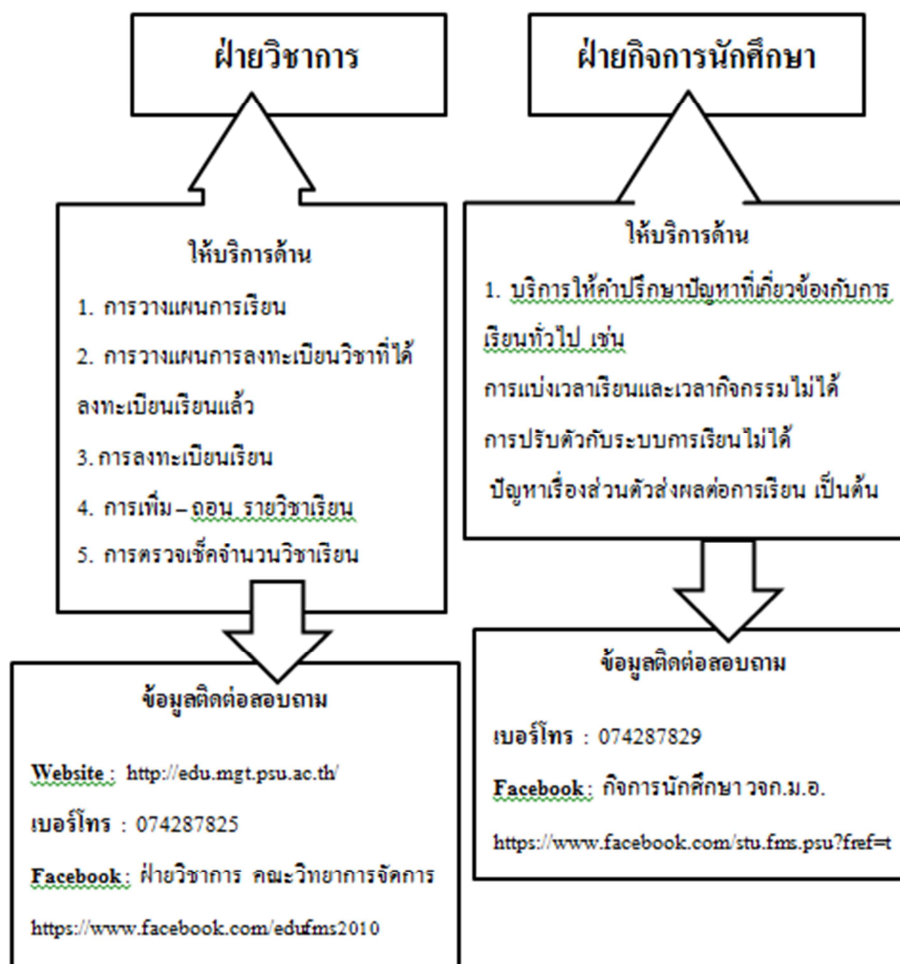 ฝ่ายวิชาการ
ให้บริการด้าน
1. การวางแผนการเรียน
2. การวางแผนการลงทะเบียนวิชาที่ได้
ลงทะเบียนเรียนแล้ว
3. การลงทะเบียนเรียน
4. การเพิ่ม – ถอน รายวิชาเรียน
5. การตรวจเช็คจำนวนวิชาเรียน
ข้อมูลติดต่อสอบถาม
Website : http://edu.mgt.psu.ac.th/
เบอร์โทร : 074287825
Facebook : ฝ่ายวิชาการ คณะวิทยาการจัดการ
https://www.facebook.com/edufms2010
ฝ่ายกิจการนักศึกษา
ให้บริการด้าน
1. บริการให้คำปรึกษาปัญหาที่เกี่ยวข้องกับการ
เรียนทั่วไป เช่น
การแบ่งเวลาเรียนและเวลากิจกรรมไม่ได้
การปรับตัวกับระบบการเรียนไม่ได้
ปัญหาเรื่องส่วนตัวส่งผลต่อการเรียน เป็นต้น
ข้อมูลติดต่อสอบถาม
เบอร์โทร : 074287829
Facebook : กิจการนักศึกษา วจก.ม.อ.
https://www.facebook.com/stu.fms.psu?fref=t